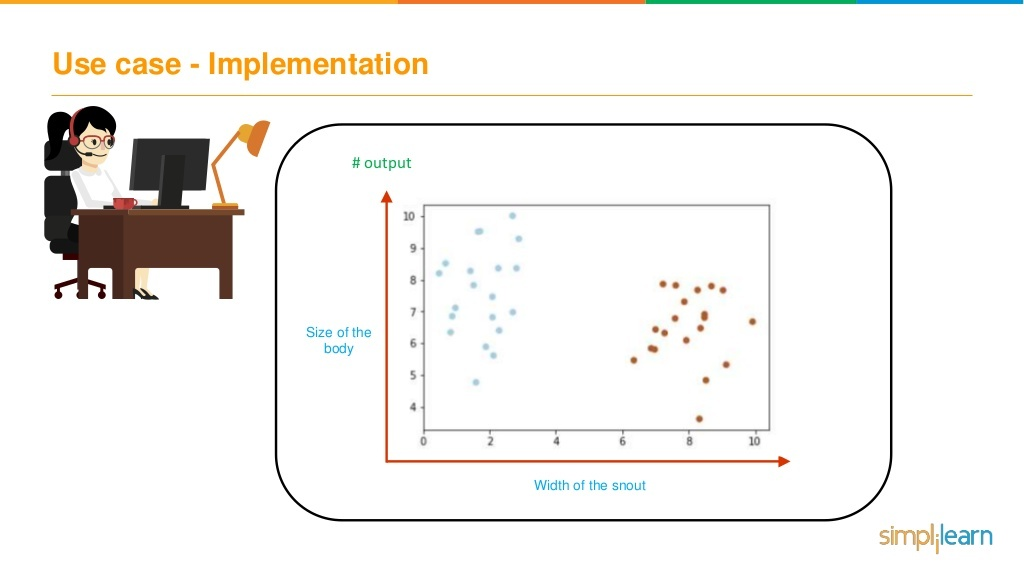 Use case - Implementation
# output
10
9
8
7
6
5
4
Size of the
body
0 2 4 6 8 10
Width of the snout
simplilearn